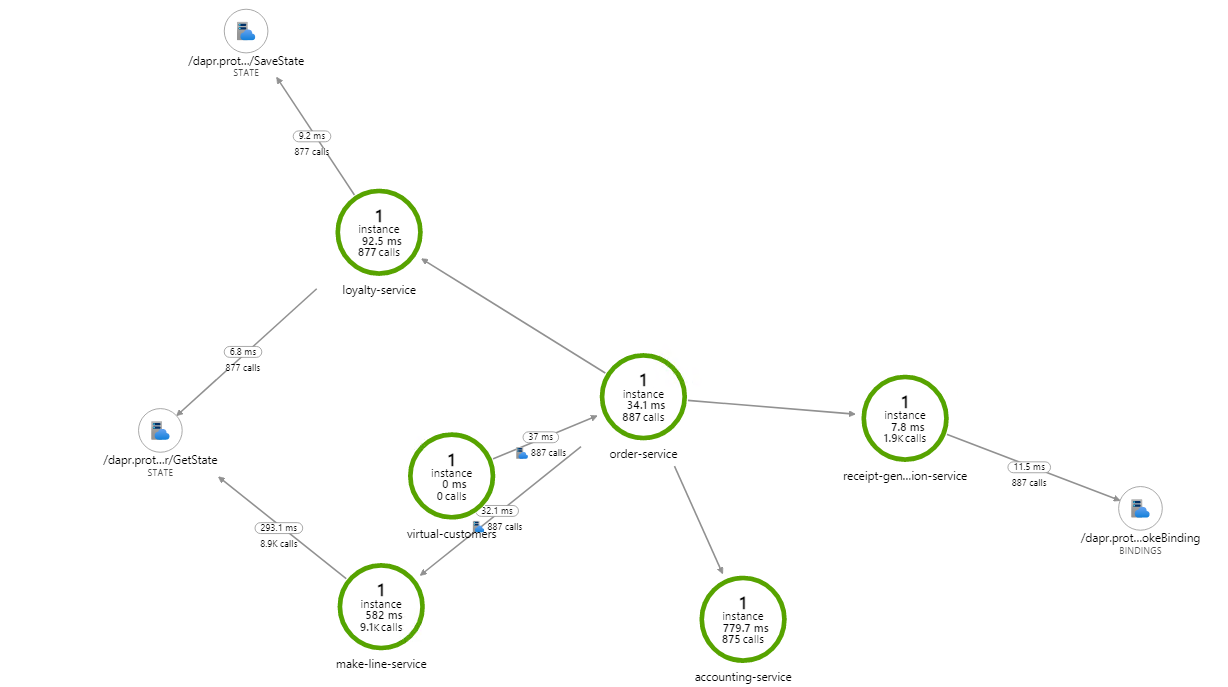 /dapr.prot.../SaveState
STATE
9.2 ms
877 calls
1
instance
92.5 ms
877 calls
loyalty-service
6.8 ms
877 calls
/dapr.prot...r/GetState
STATE
1
instance
34.1 ms
887 calls
order-service
1
instance
7.8 ms
1.9K calls
receipt-gen...ion-service
37 ms
887 calls
1
instance
0 ms
0 calls
virtual-customers
11.5 ms
887 calls
/dapr.prot...okeBinding
BINDINGS
32.1 ms
887 calls
293.1 ms
8.9K calls
1
instance
582 ms
9.1K calls
make-line-service
1
instance
779.7 ms
875 calls
accounting-service